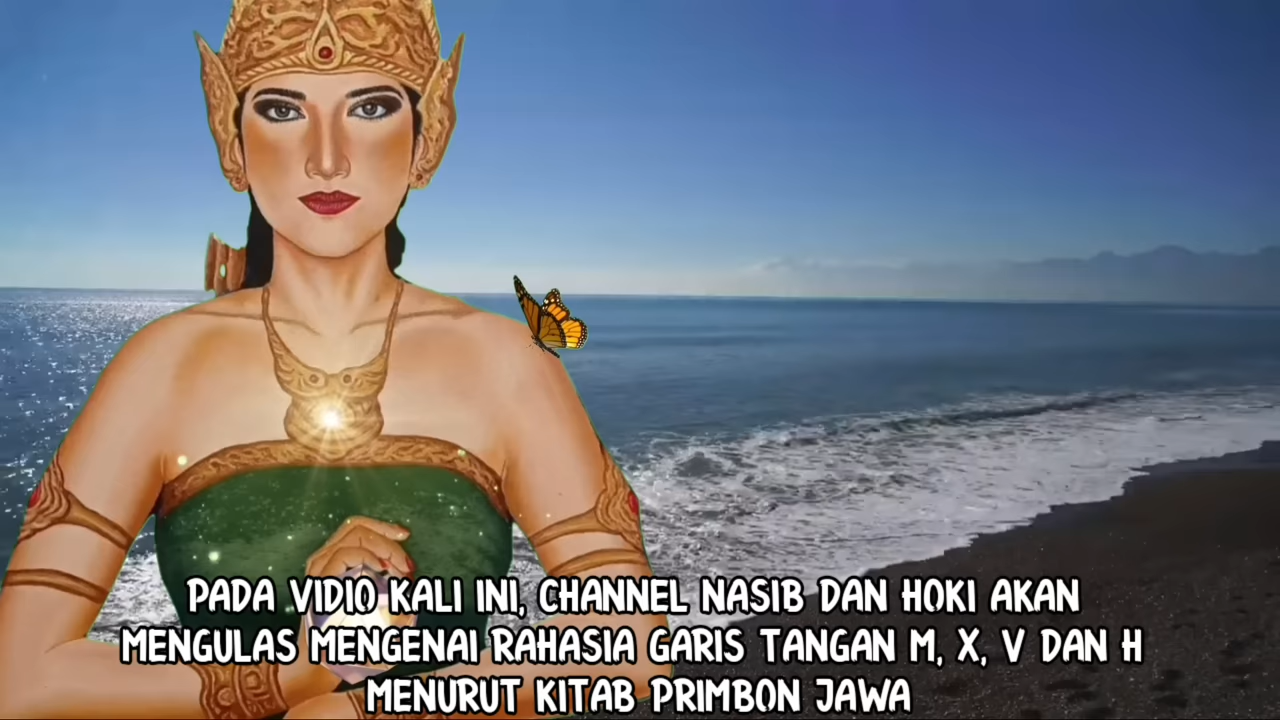 PADA VIDIO KALI INI, CHANNEL NASIB DAN HOKI AKAN
MENGULAS MENGENAI RAHASIA GARIS TANGAN M, X, V DAN H
MENURUT KITAB PRIMBON JAWA